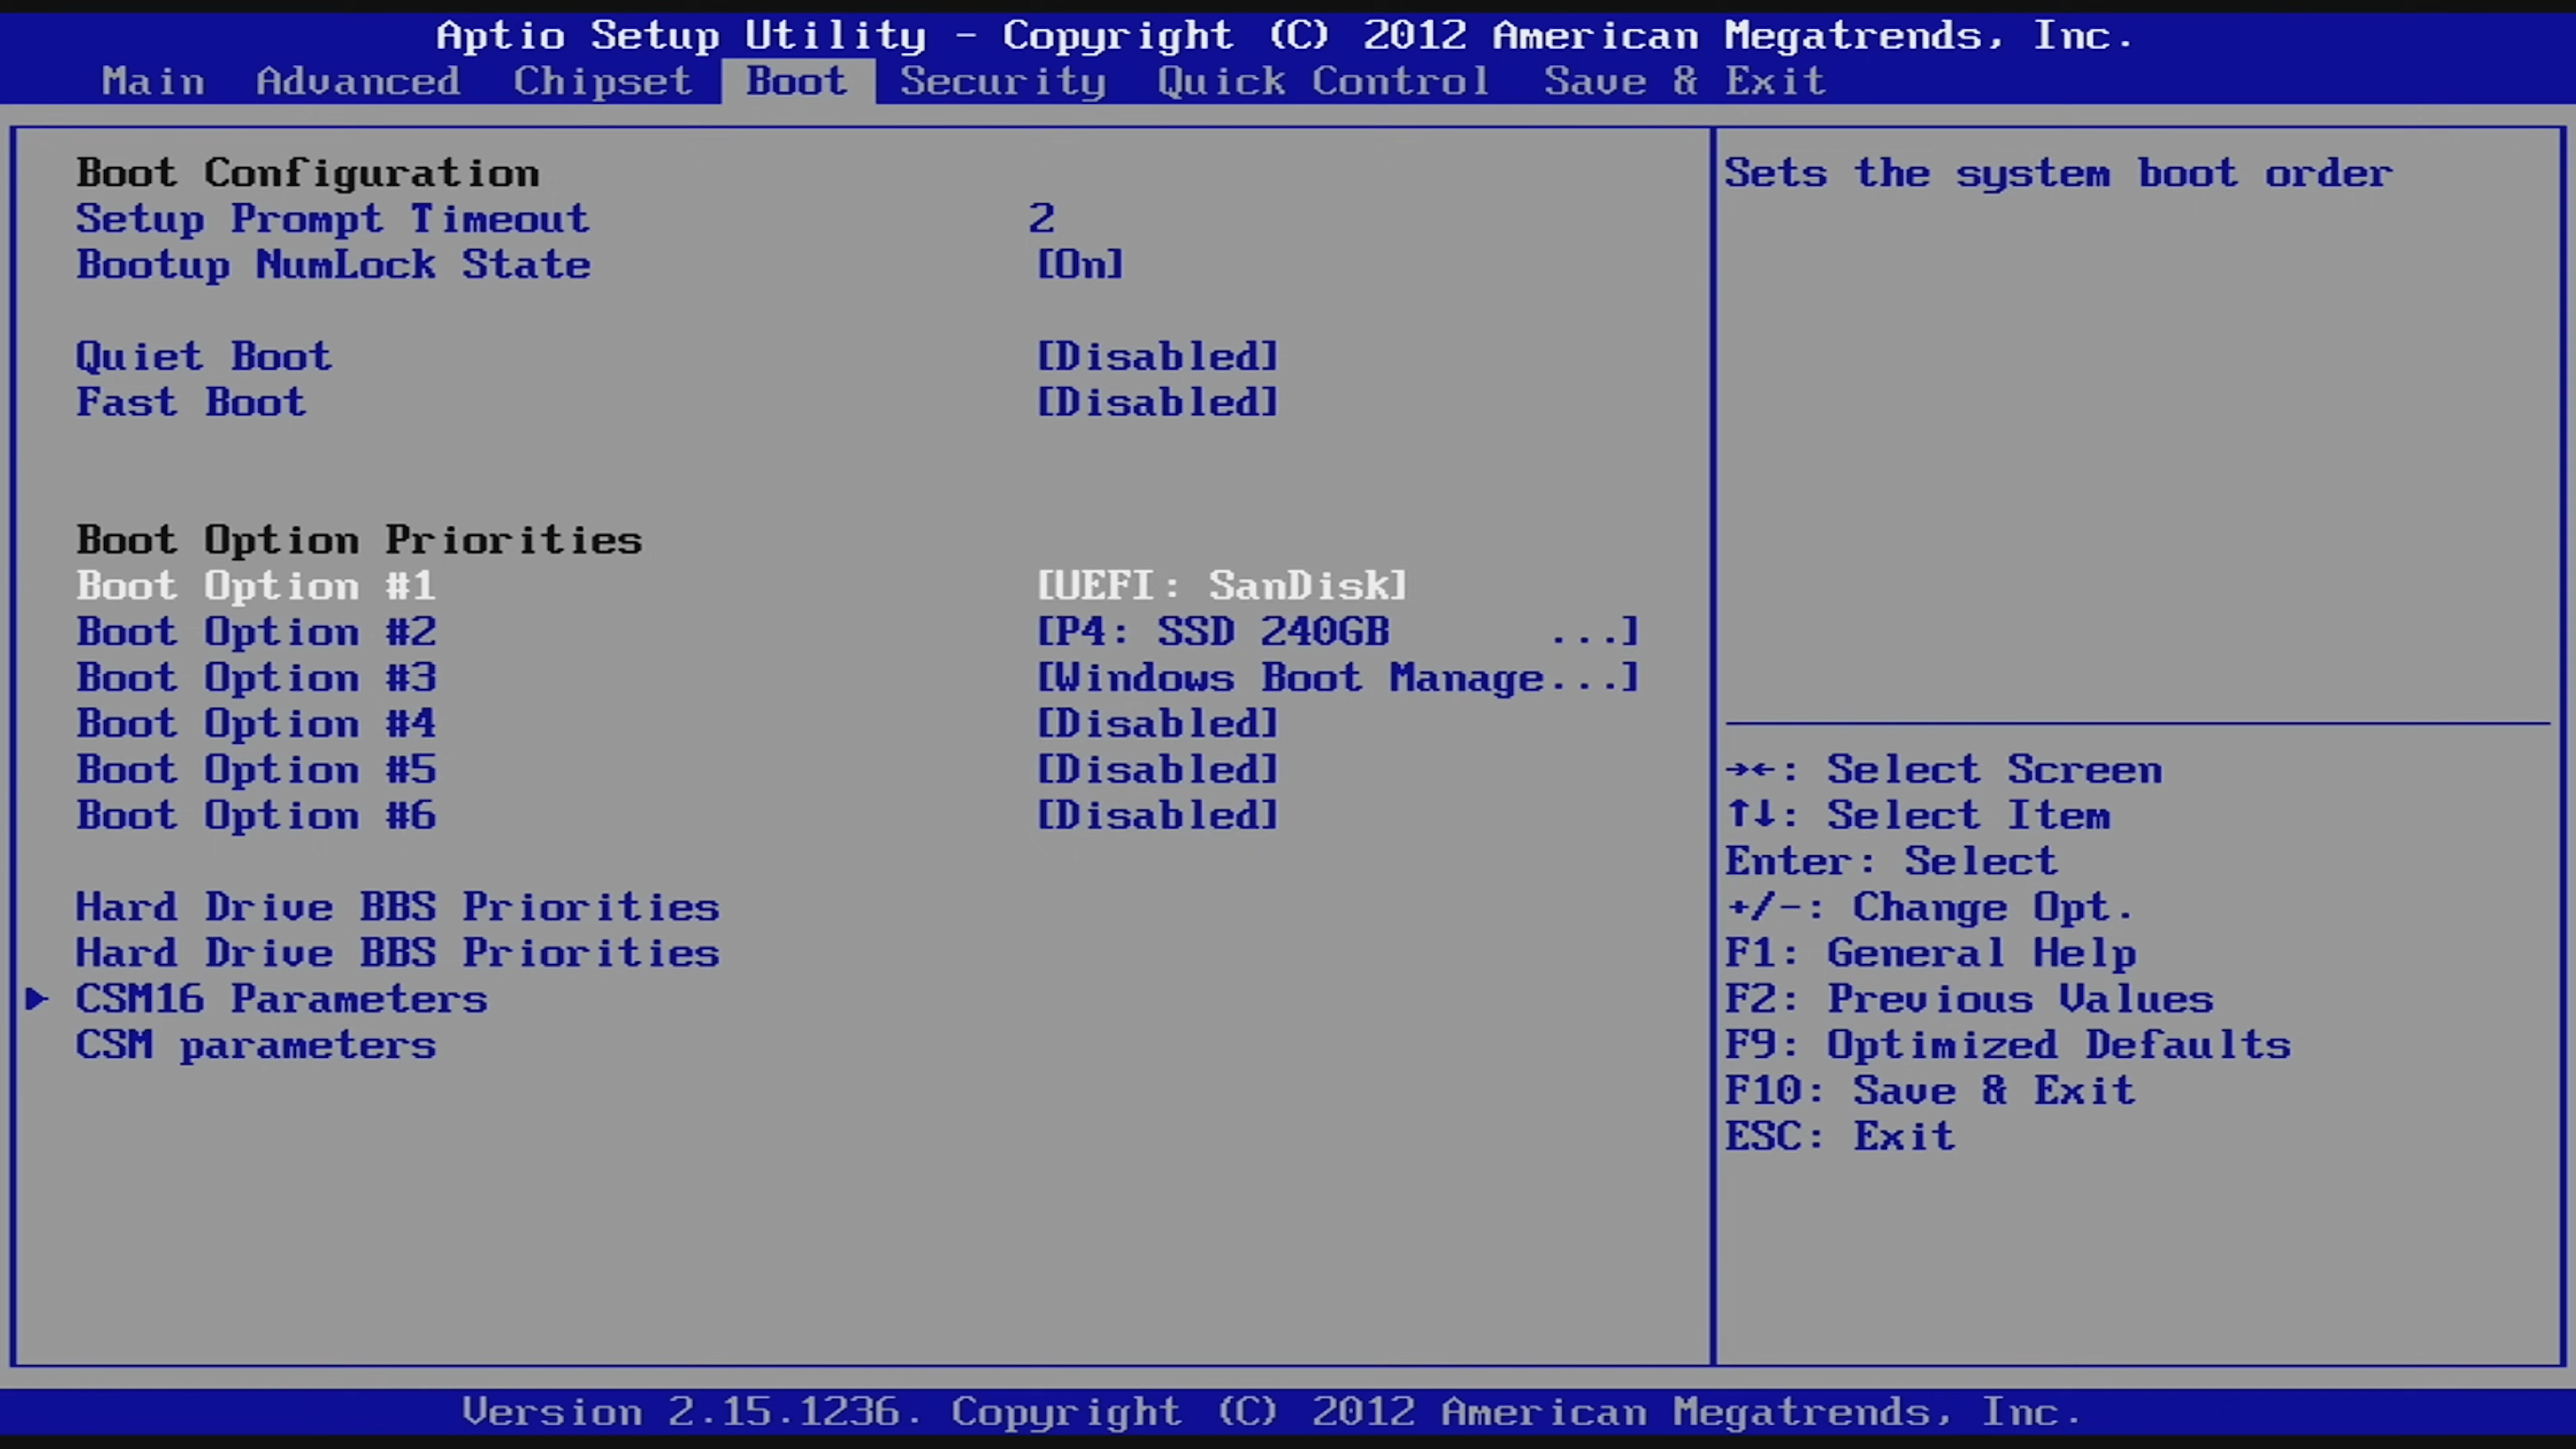 Aptio Setup Utility - Copyright (C) 2012 American Megatrends, Inc.
Main Advanced Chipset Boot Security Quick Control Save & Exit
Boot Configuration
Setup Prompt Timeout 2
Bootup NumLock State [On]
Quiet Boot [Disabled]
Fast Boot [Disabled]
Boot Option Priorities
Boot Option #1 [UEFI: SanDisk]
Boot Option #2 [P4: SSD 240GB ...]
Boot Option #3 [Windows Boot Manage...]
Boot Option #4 [Disabled]
Boot Option #5 [Disabled]
Boot Option #6 [Disabled]
Hard Drive BBS Priorities
Hard Drive BBS Priorities
CSM16 Parameters
CSM parameters
Sets the system boot order
→←: Select Screen
↑↓: Select Item
Enter: Select
+/-: Change Opt.
F1: General Help
F2: Previous Values
F9: Optimized Defaults
F10: Save & Exit
ESC: Exit
Version 2.15.1236. Copyright (C) 2012 American Megatrends, Inc.